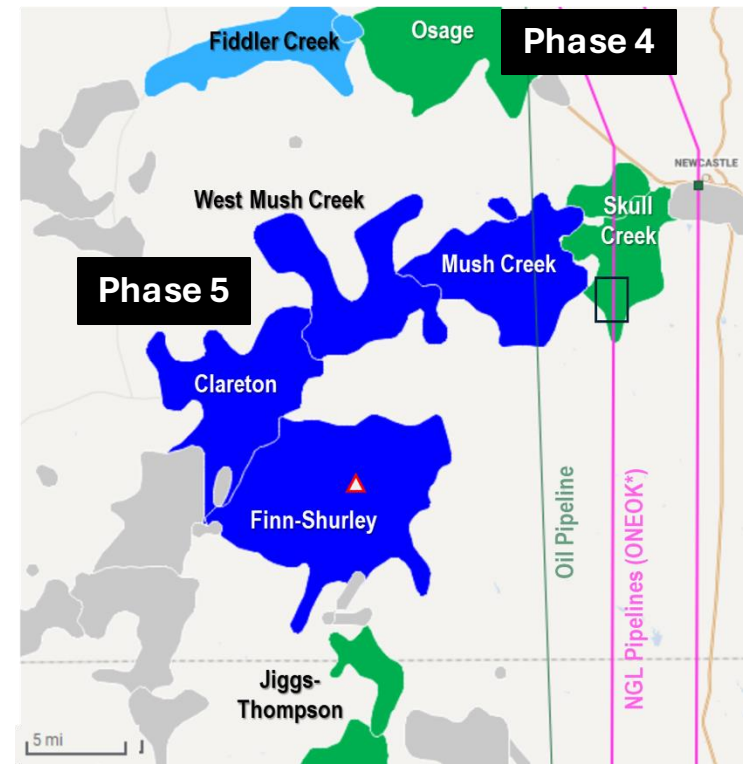 Fiddler Creek
Osage
Phase 4
NEWCASTLE
West Mush Creek
Skull
Creek
Mush Creek
Phase 5
Clareton
Finn-Shurley
Oil Pipeline
NGL Pipelines (ONEOK*)
Jiggs-
Thompson
5 mi